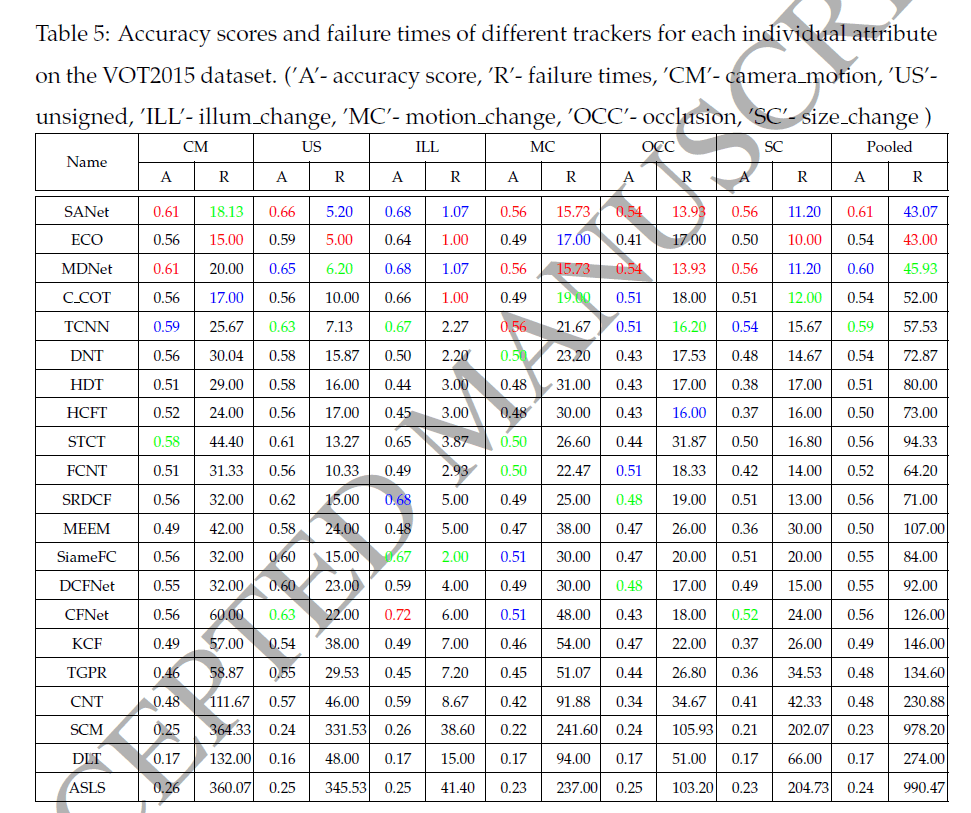 Table 5: Accuracy scores and failure times of different trackers for each individual attribute
on the VOT2015 dataset. ('A'- accuracy score, 'R'- failure times, 'CM'- camera_motion, 'US'-
unsigned, 'ILL'- illum_change, 'MC'- motion_change, 'OCC'- occlusion, 'SC'- size_change )
Name CM US ILL MC OCC SC Pooled
A R A R A R A R A R A R A R
SANet 0.61 18.13 0.66 5.20 0.68 1.07 0.56 15.73 0.54 13.93 0.56 11.20 0.61 43.07
ECO 0.56 15.00 0.59 5.00 0.64 1.00 0.49 17.00 0.41 17.00 0.50 10.00 0.54 43.00
MDNet 0.61 20.00 0.65 6.20 0.68 1.07 0.56 15.73 0.54 13.93 0.56 11.20 0.60 45.93
C_COT 0.56 17.00 0.56 10.00 0.66 1.00 0.49 19.00 0.51 18.00 0.51 12.00 0.54 52.00
TCNN 0.59 25.67 0.63 7.13 0.67 2.27 0.56 21.67 0.51 16.20 0.54 15.67 0.59 57.53
DNT 0.56 30.04 0.58 15.87 0.50 2.20 0.50 23.20 0.43 17.53 0.48 14.67 0.54 72.87
HDT 0.51 29.00 0.58 16.00 0.44 3.00 0.48 31.00 0.43 17.00 0.38 17.00 0.51 80.00
HCFT 0.52 24.00 0.56 17.00 0.45 3.00 0.48 30.00 0.43 16.00 0.37 16.00 0.50 73.00
STCT 0.58 44.40 0.61 13.27 0.65 3.87 0.50 26.60 0.44 31.87 0.50 16.80 0.56 94.33
FCNT 0.51 31.33 0.56 10.33 0.49 2.93 0.50 22.47 0.51 18.33 0.42 14.00 0.52 64.20
SRDCF 0.56 32.00 0.62 15.00 0.68 5.00 0.49 25.00 0.48 19.00 0.51 13.00 0.56 71.00
MEEM 0.49 42.00 0.58 24.00 0.48 5.00 0.47 38.00 0.47 26.00 0.36 30.00 0.50 107.00
SiameFC 0.56 32.00 0.60 15.00 0.67 2.00 0.51 30.00 0.47 20.00 0.51 20.00 0.55 84.00
DCFNet 0.55 32.00 0.60 23.00 0.59 4.00 0.49 30.00 0.48 17.00 0.49 15.00 0.55 92.00
CFNet 0.56 60.00 0.63 22.00 0.72 6.00 0.51 48.00 0.43 18.00 0.52 24.00 0.56 126.00
KCF 0.49 57.00 0.54 38.00 0.49 7.00 0.46 54.00 0.47 22.00 0.37 26.00 0.49 146.00
TGPR 0.46 58.87 0.55 29.53 0.45 7.20 0.45 51.07 0.44 26.80 0.36 34.53 0.48 134.60
CNT 0.48 111.67 0.57 46.00 0.59 8.67 0.42 91.88 0.34 34.67 0.41 42.33 0.48 230.88
SCM 0.25 364.33 0.24 331.53 0.26 38.60 0.22 241.60 0.24 105.93 0.21 202.07 0.23 978.20
DLT 0.17 132.00 0.16 48.00 0.17 15.00 0.17 94.00 0.17 51.00 0.17 66.00 0.17 274.00
ASLS 0.26 360.07 0.25 345.53 0.25 41.40 0.23 237.00 0.25 103.20 0.23 204.73 0.24 990.47
CEPTED MANUSCRI